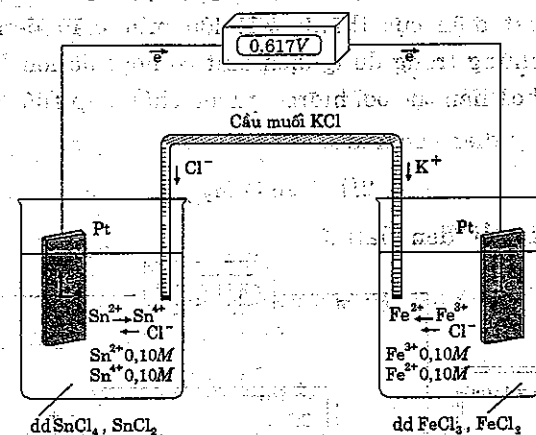 0,617V
e⁻
e⁻
Cầu muối KCl
Cl⁻
K⁺
Pt
Pt
Sn²⁺ → Sn⁴⁺
← Cl⁻
Sn²⁺ 0,10M
Sn⁴⁺ 0,10M
Fe²⁺ ← Fe³⁺
← Cl⁻
Fe³⁺ 0,10M
Fe²⁺ 0,10M
dd SnCl₄, SnCl₂
dd FeCl₃, FeCl₂